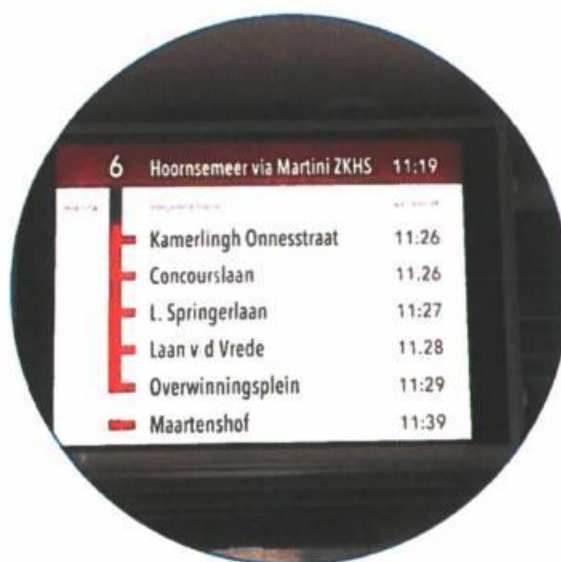 6 Hoornsemeer via Martini ZKHS 11:19
Kamerlingh Onnesstraat 11:26
Concourslaan 11.26
L. Springerlaan 11:27
Laan v d Vrede 11.28
Overwinningsplein 11:29
Maartenshof 11:39